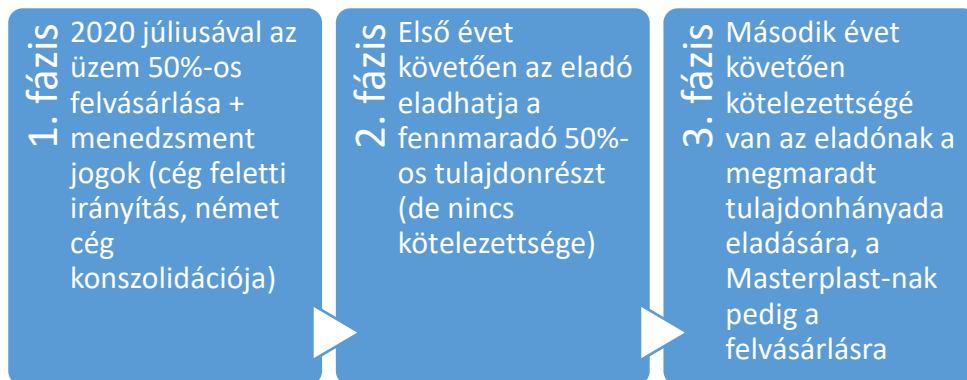 1. fázis
2020 júliusával az
üzem 50%-os
felvásárlása +
menedzsment
jogok (cég feletti
irányítás, német
cég
konszolidációja)
2. fázis
Első évet
követően az eladó
eladhatja a
fennmaradó 50%-
os tulajdonrészt
(de nincs
kötelezettsége)
3. fázis
Második évet
követően
kötelezettségé
van az eladónak a
megmaradt
tulajdonhányada
eladására, a
Masterplast-nak
pedig a
felvásárlásra